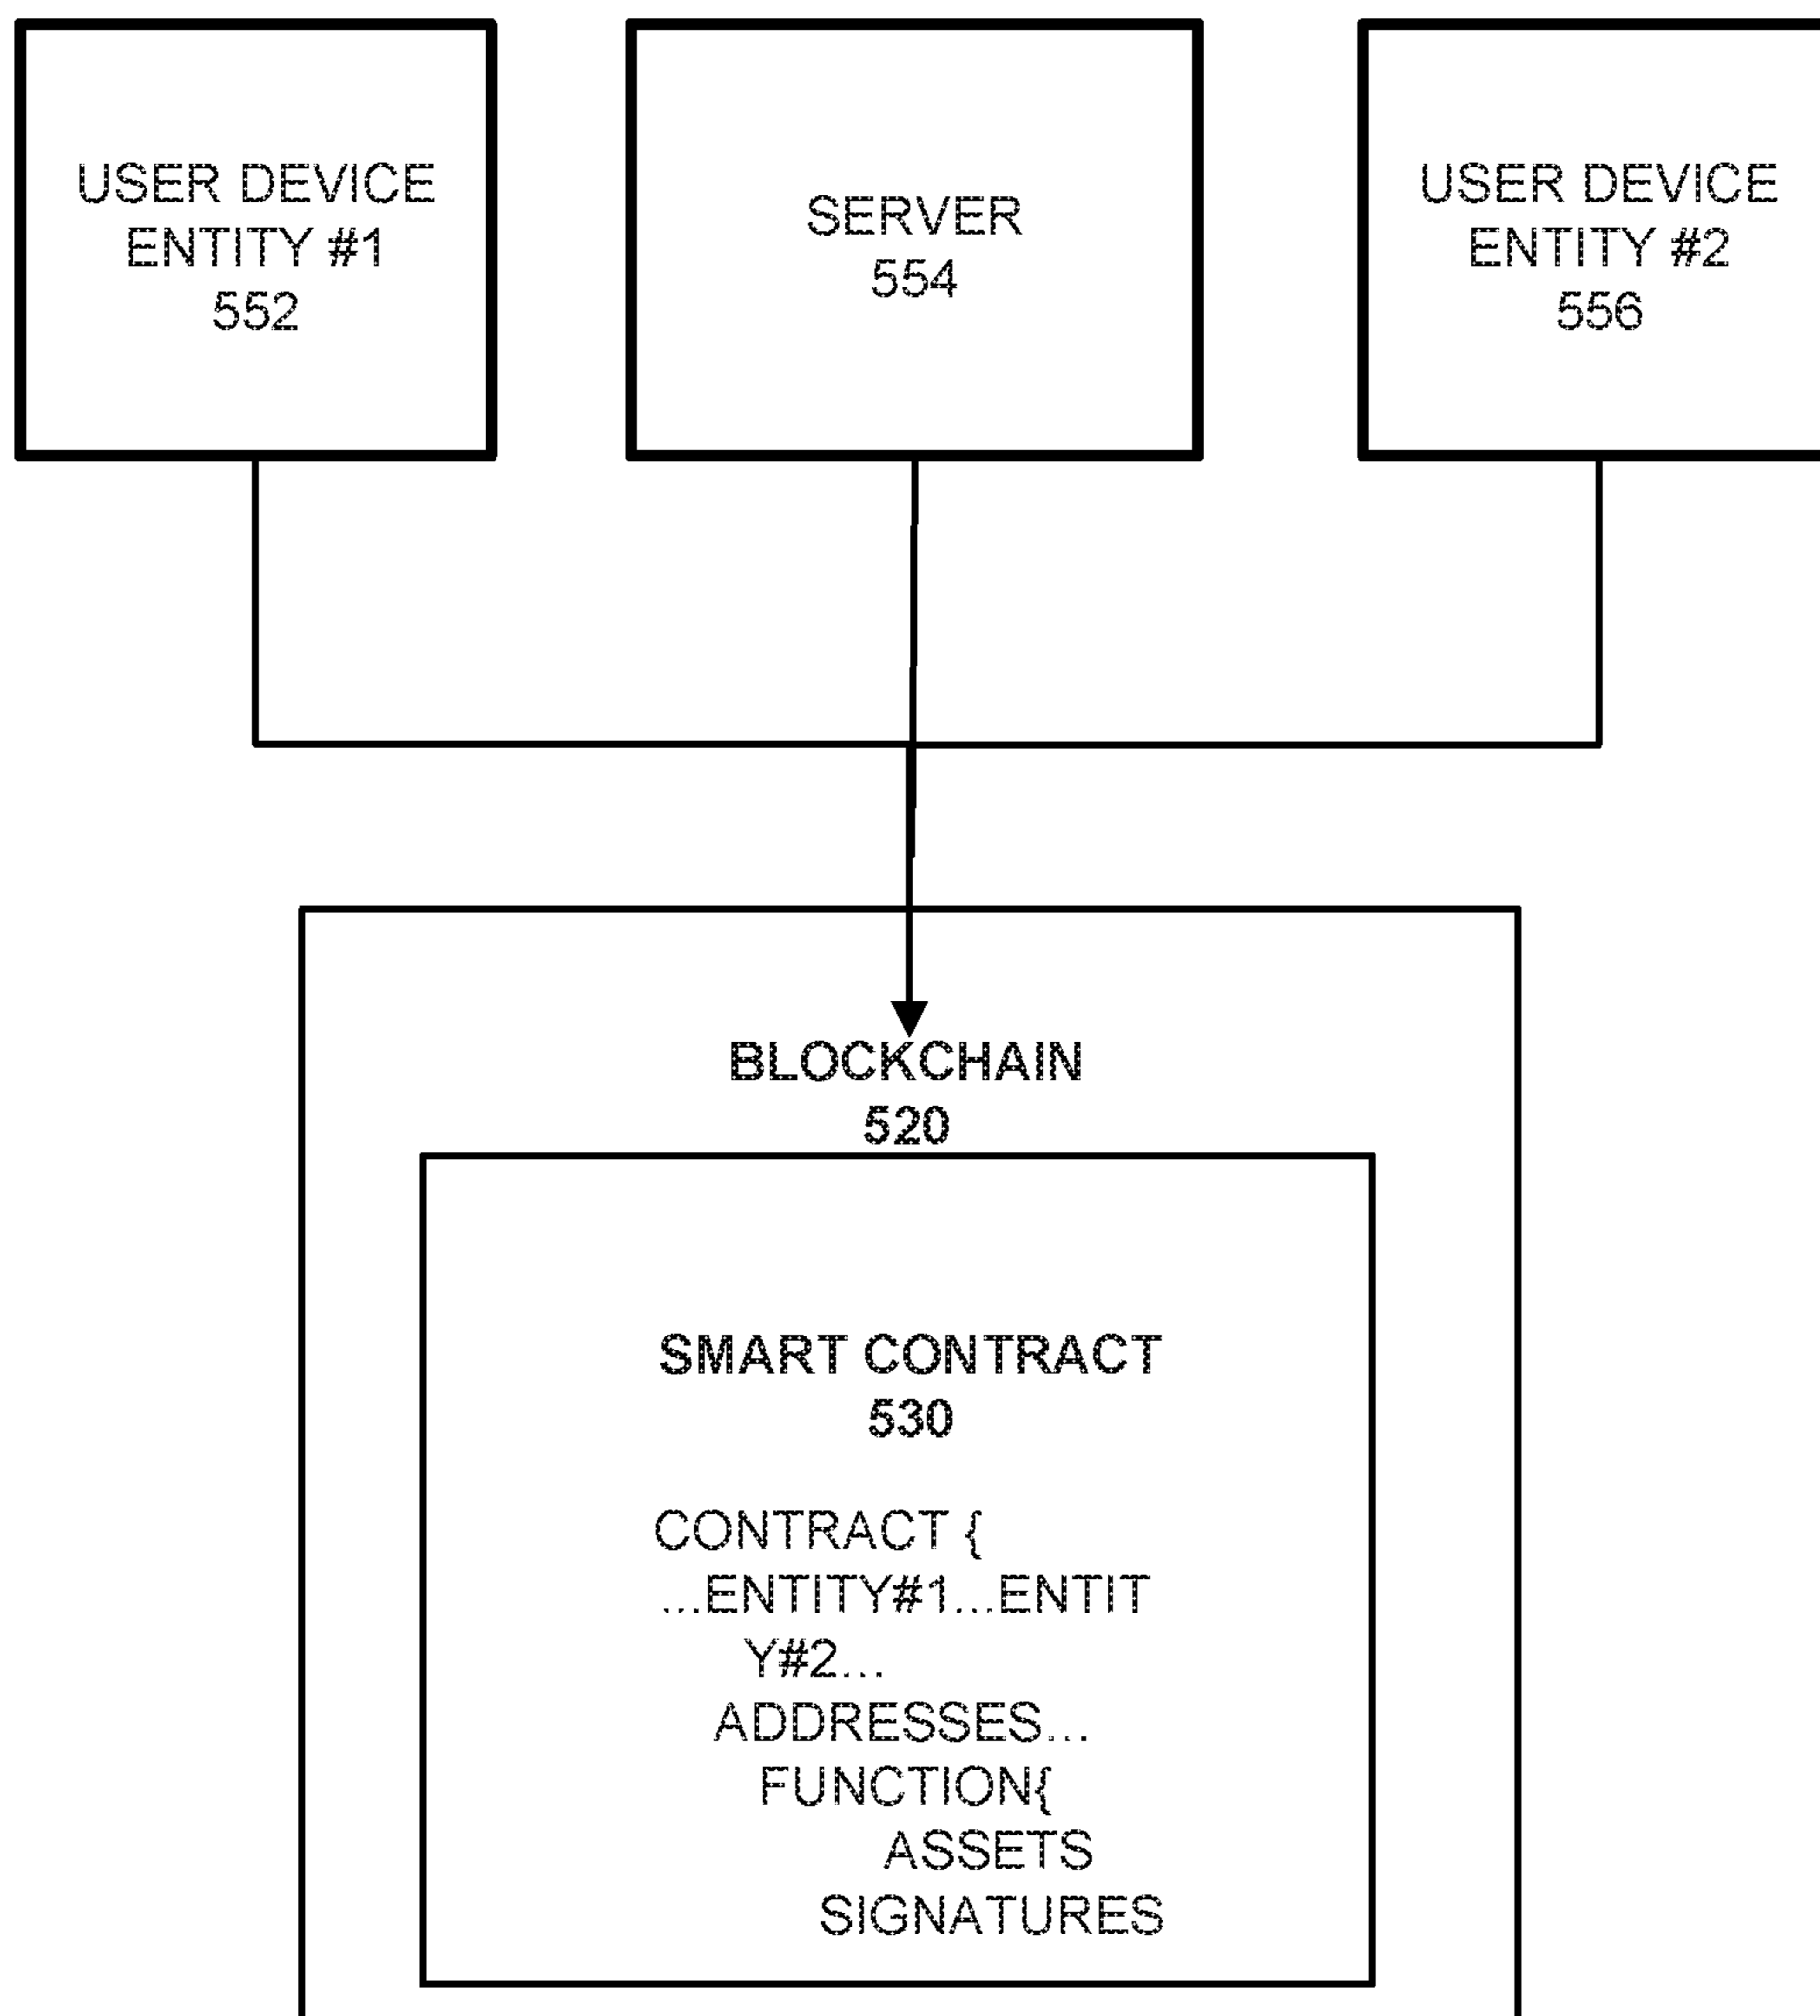 USER DEVICE
ENTITY #1
552
SERVER
554
USER DEVICE
ENTITY #2
556
BLOCKCHAIN
520
SMART CONTRACT
530
CONTRACT {
...ENTITY#1...ENTIT
Y#2...
ADDRESSES...
FUNCTION{
ASSETS
SIGNATURES